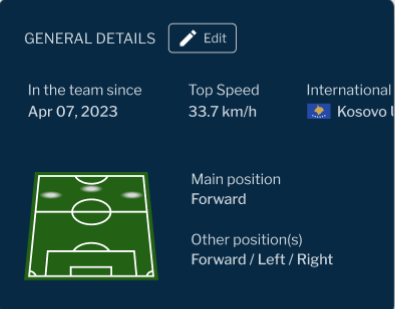 GENERAL DETAILS Edit
In the team since Top Speed International
Apr 07, 2023 33.7 km/h Kosovo
Main position
Forward
Other position(s)
Forward / Left / Right